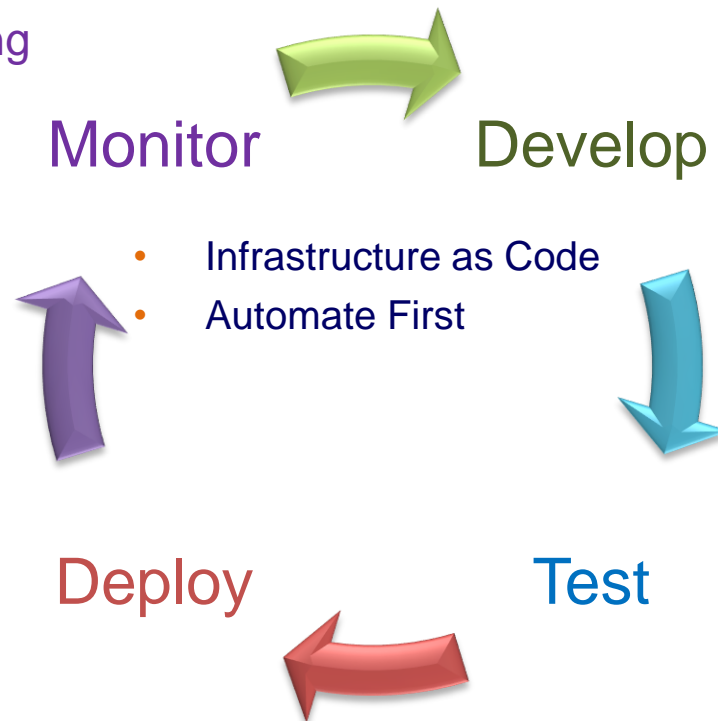 Monitor
Develop
• Infrastructure as Code
• Automate First
Deploy
Test